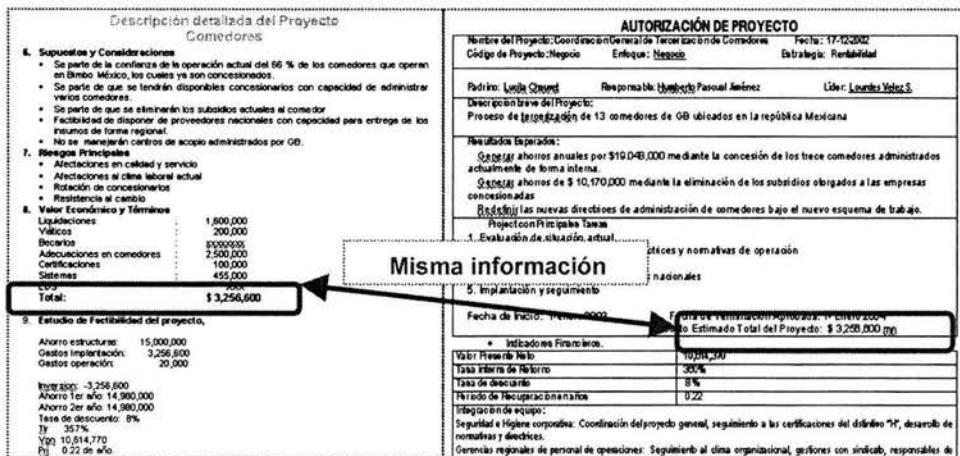 Descripción detallada del Proyecto
Comedores
6. Supuestos y Consideraciones
• Se parte de la confianza de la operación actual del 66 % de los comedores que operan
en Bimbo México, los cuales ya son concesionados.
• Se parte de que se tendrán disponibles concesionarios con capacidad de administrar
varios comedores.
• Se parte de que se eliminarán los subsidios actuales al comedor
• Factibilidad de disponer de proveedores nacionales con capacidad para entrega de los
insumos de forma regional.
• No se manejarán centros de acopio administrados por GB.
7. Riesgos Principales
• Afectaciones en calidad y servicio
• Afectaciones al clima laboral actual
• Rotación de concesionarios
• Resistencia al cambio
8. Valor Económico y Términos
Liquidaciones : 1,600,000
Viáticos : 200,000
Becarios :
Adecuaciones en comedores : 2,500,000
Certificaciones : 100,000
Sistemas : 455,000
Total: $ 3,256,600
9. Estudio de Factibilidad del proyecto,
Ahorro estructuras: 15,000,000
Gastos Implantación: 3,256,600
Gastos operación: 20,000
Inversion: -3,256,600
Ahorro 1er año: 14,980,000
Ahorro 2er año: 14,980,000
Tasa de descuento: 8%
Tir 357%
Vpn 10,614,770
Pri 0.22 de año.
Misma información
AUTORIZACIÓN DE PROYECTO
Nombre del Proyecto: Coordinación General de Tercerización de Comedores Fecha: 17-12-2002
Código de Proyecto: Negocio Enfoque: Negocio Estrategia: Rentabilidad
Padrino: Lucila Responsable: Humberto Pascual Jiménez Líder: Lourdes Velez S.
Descripción breve del Proyecto:
Proceso de tercerización de 13 comedores de GB ubicados en la república Mexicana
Resultados Esperados:
Generar ahorros anuales por $19.048,000 mediante la concesión de los trece comedores administrados
actualmente de forma interna.
Generar ahorros de $ 10,170,000 mediante la eliminación de los subsidios otorgados a las empresas
concesionadas
Redefinir las nuevas directrices de administración de comedores bajo el nuevo esquema de trabajo.
Project con Principales Tareas
1. Evaluación de situación actual
ctices y normativas de operación
nacionales
5. Implantación y seguimiento
Fecha de Inicio:
Estimado Total del Proyecto: $ 3,256,600 mn
• Indicadores Financieros.
Valor Presente Neto
Tasa Interna de Retorno
Tasa de descuento 8 %
Periodo de Recuperacion en años 0.22
Integración de equipo:
Seguridad e Higiene corporativa: Coordinación del proyecto general, seguimiento a las certificaciones del distintivo "H", desarrollo de
normativas y directrices.
Gerencias regionales de personal de operaciones: Seguimiento al clima organizacional, gestiones con sindicato, responsables de